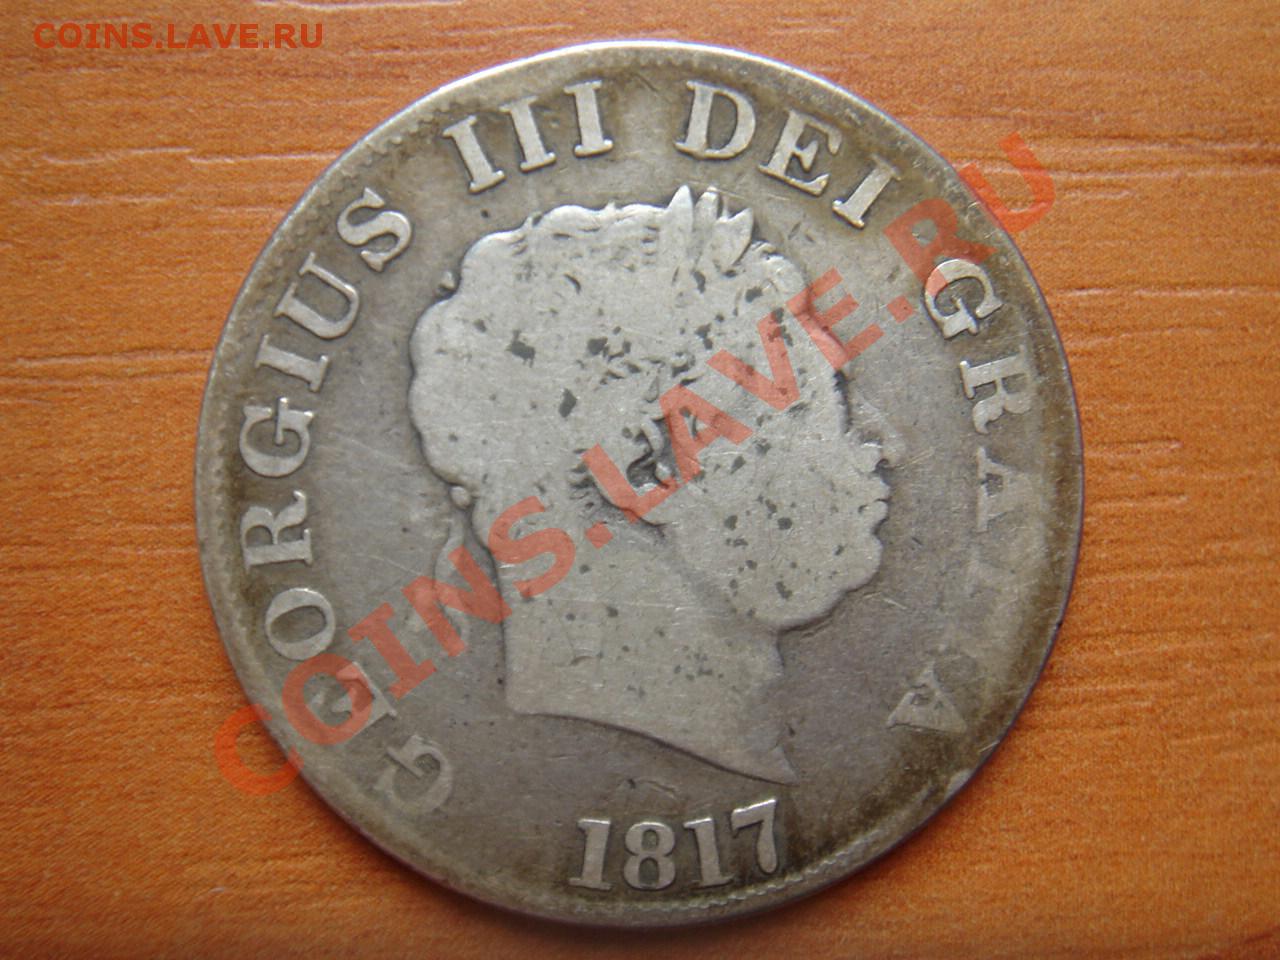 COINS.LAVE.RU
GEORGIUS III DEI GRATIA
1817
COINS.LAVE.RU